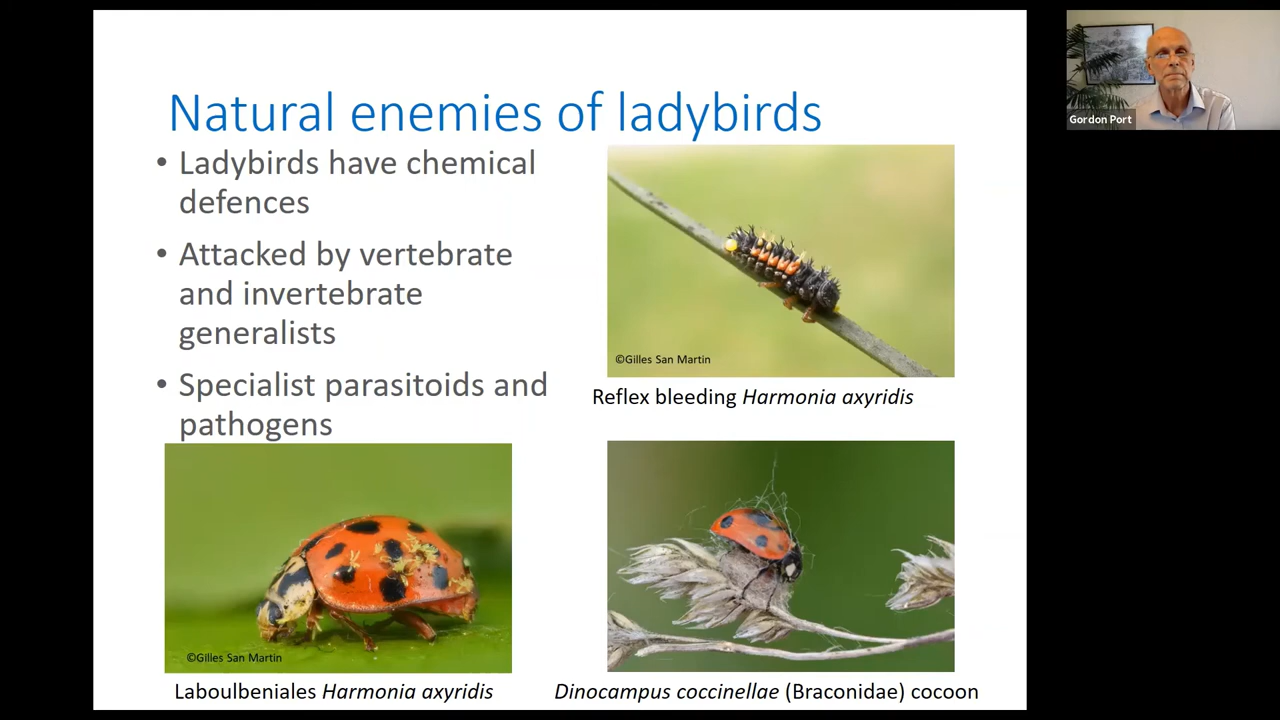 Natural enemies of ladybirds
• Ladybirds have chemical
defences
• Attacked by vertebrate
and invertebrate
generalists
• Specialist parasitoids and
pathogens
©Gilles San Martin
Reflex bleeding Harmonia axyridis
©Gilles San Martin
Laboulbeniales Harmonia axyridis
Dinocampus coccinellae (Braconidae) cocoon
Gordon Port